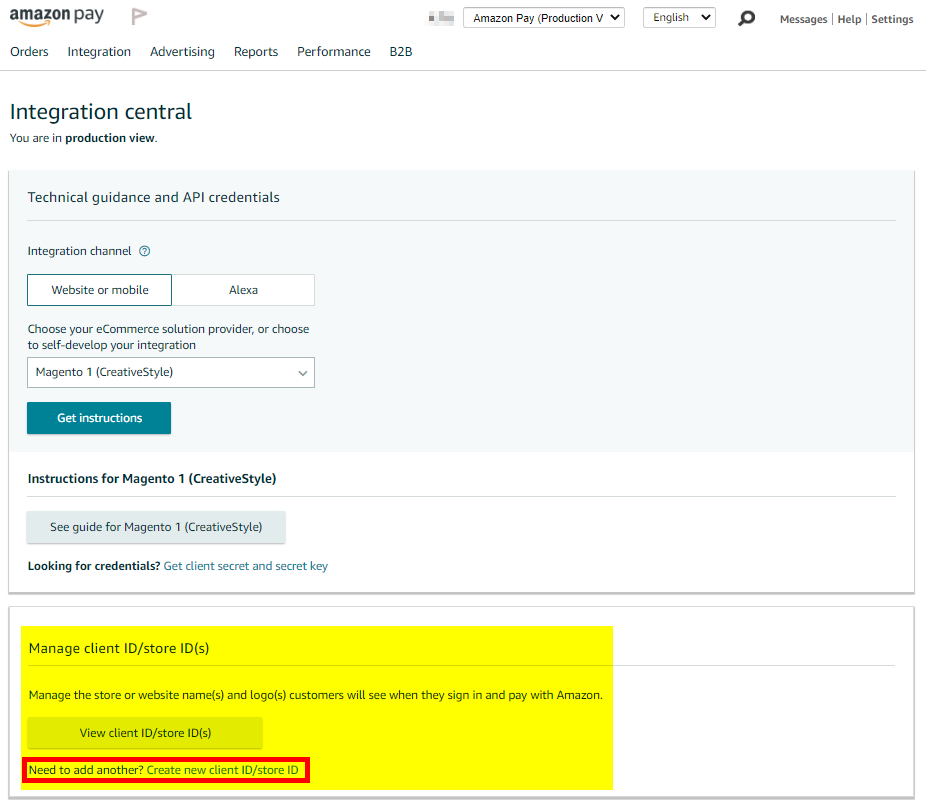 amazon pay
Amazon Pay (Production V
English
Messages | Help | Settings
Orders Integration Advertising Reports Performance B2B
Integration central
You are in production view.
Technical guidance and API credentials
Integration channel ?
Website or mobile Alexa
Choose your eCommerce solution provider, or choose
to self-develop your integration
Magento 1 (CreativeStyle)
Get instructions
Instructions for Magento 1 (CreativeStyle)
See guide for Magento 1 (CreativeStyle)
Looking for credentials? Get client secret and secret key
Manage client ID/store ID(s)
Manage the store or website name(s) and logo(s) customers will see when they sign in and pay with Amazon.
View client ID/store ID(s)
Need to add another? Create new client ID/store ID